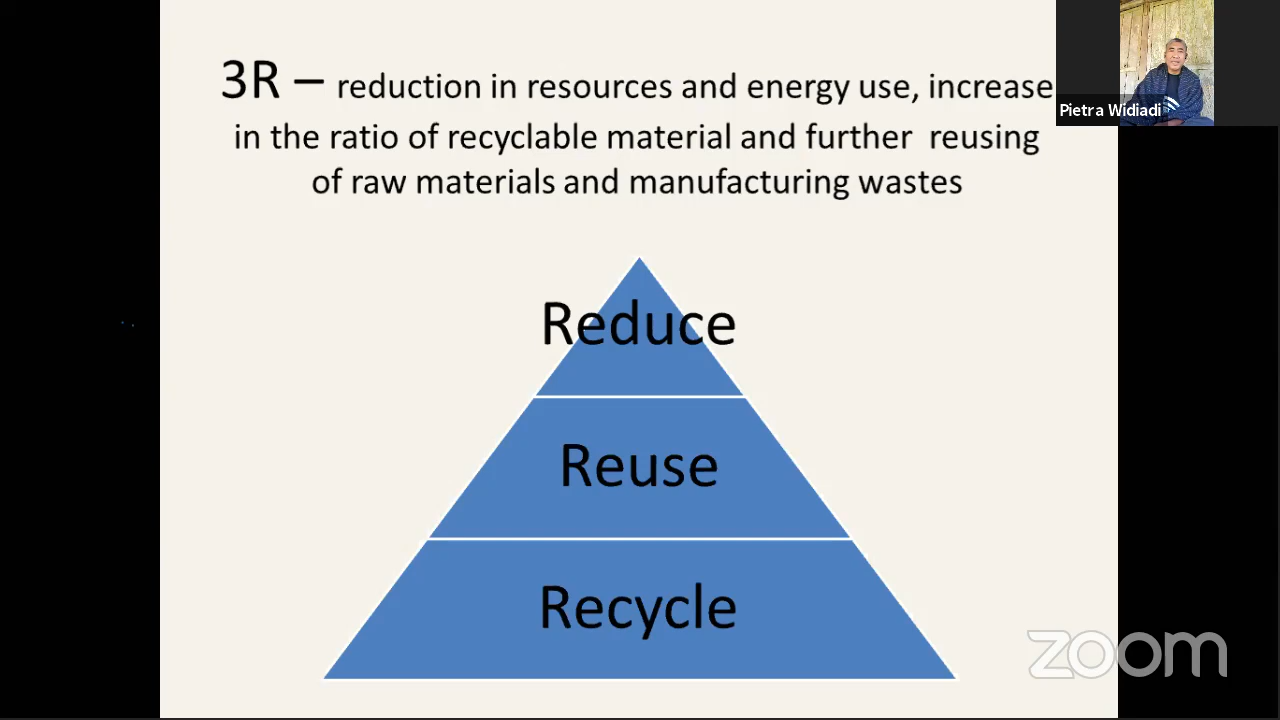 3R – reduction in resources and energy use, increase
in the ratio of recyclable material and further reusing
of raw materials and manufacturing wastes
Pietra Widiadi
Reduce
Reuse
Recycle
zoom